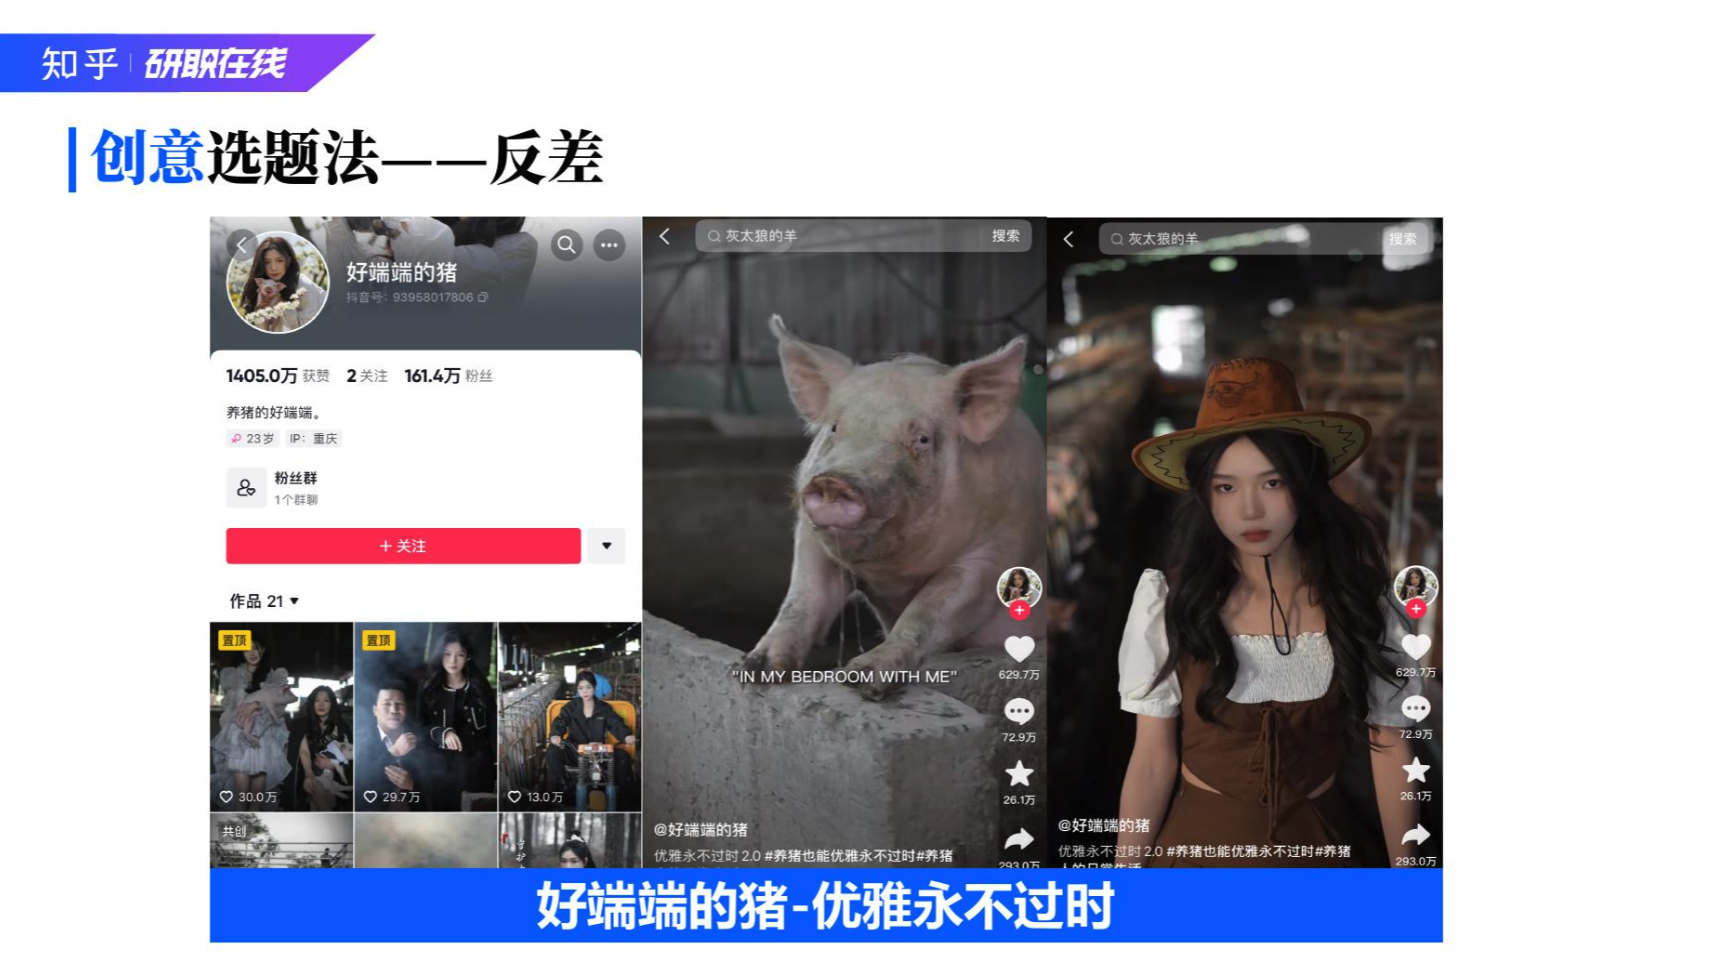 知乎 研职在线
创意选题法——反差
好端端的猪
抖音号：93958017806
1405.0万 获赞 2 关注 161.4万 粉丝
养猪的好端端。
23岁 IP：重庆
粉丝群
1个群聊
+ 关注
作品 21
置顶 置顶
30.0万 29.7万 13.0万
共创
灰太狼的羊 搜索
"IN MY BEDROOM WITH ME"
629.7万
72.9万
26.1万
293.0万
@好端端的猪
优雅永不过时2.0 #养猪也能优雅永不过时#养猪
灰太狼的羊 搜索
629.7万
72.9万
26.1万
293.0万
@好端端的猪
优雅永不过时2.0 #养猪也能优雅永不过时#养猪
好端端的猪-优雅永不过时